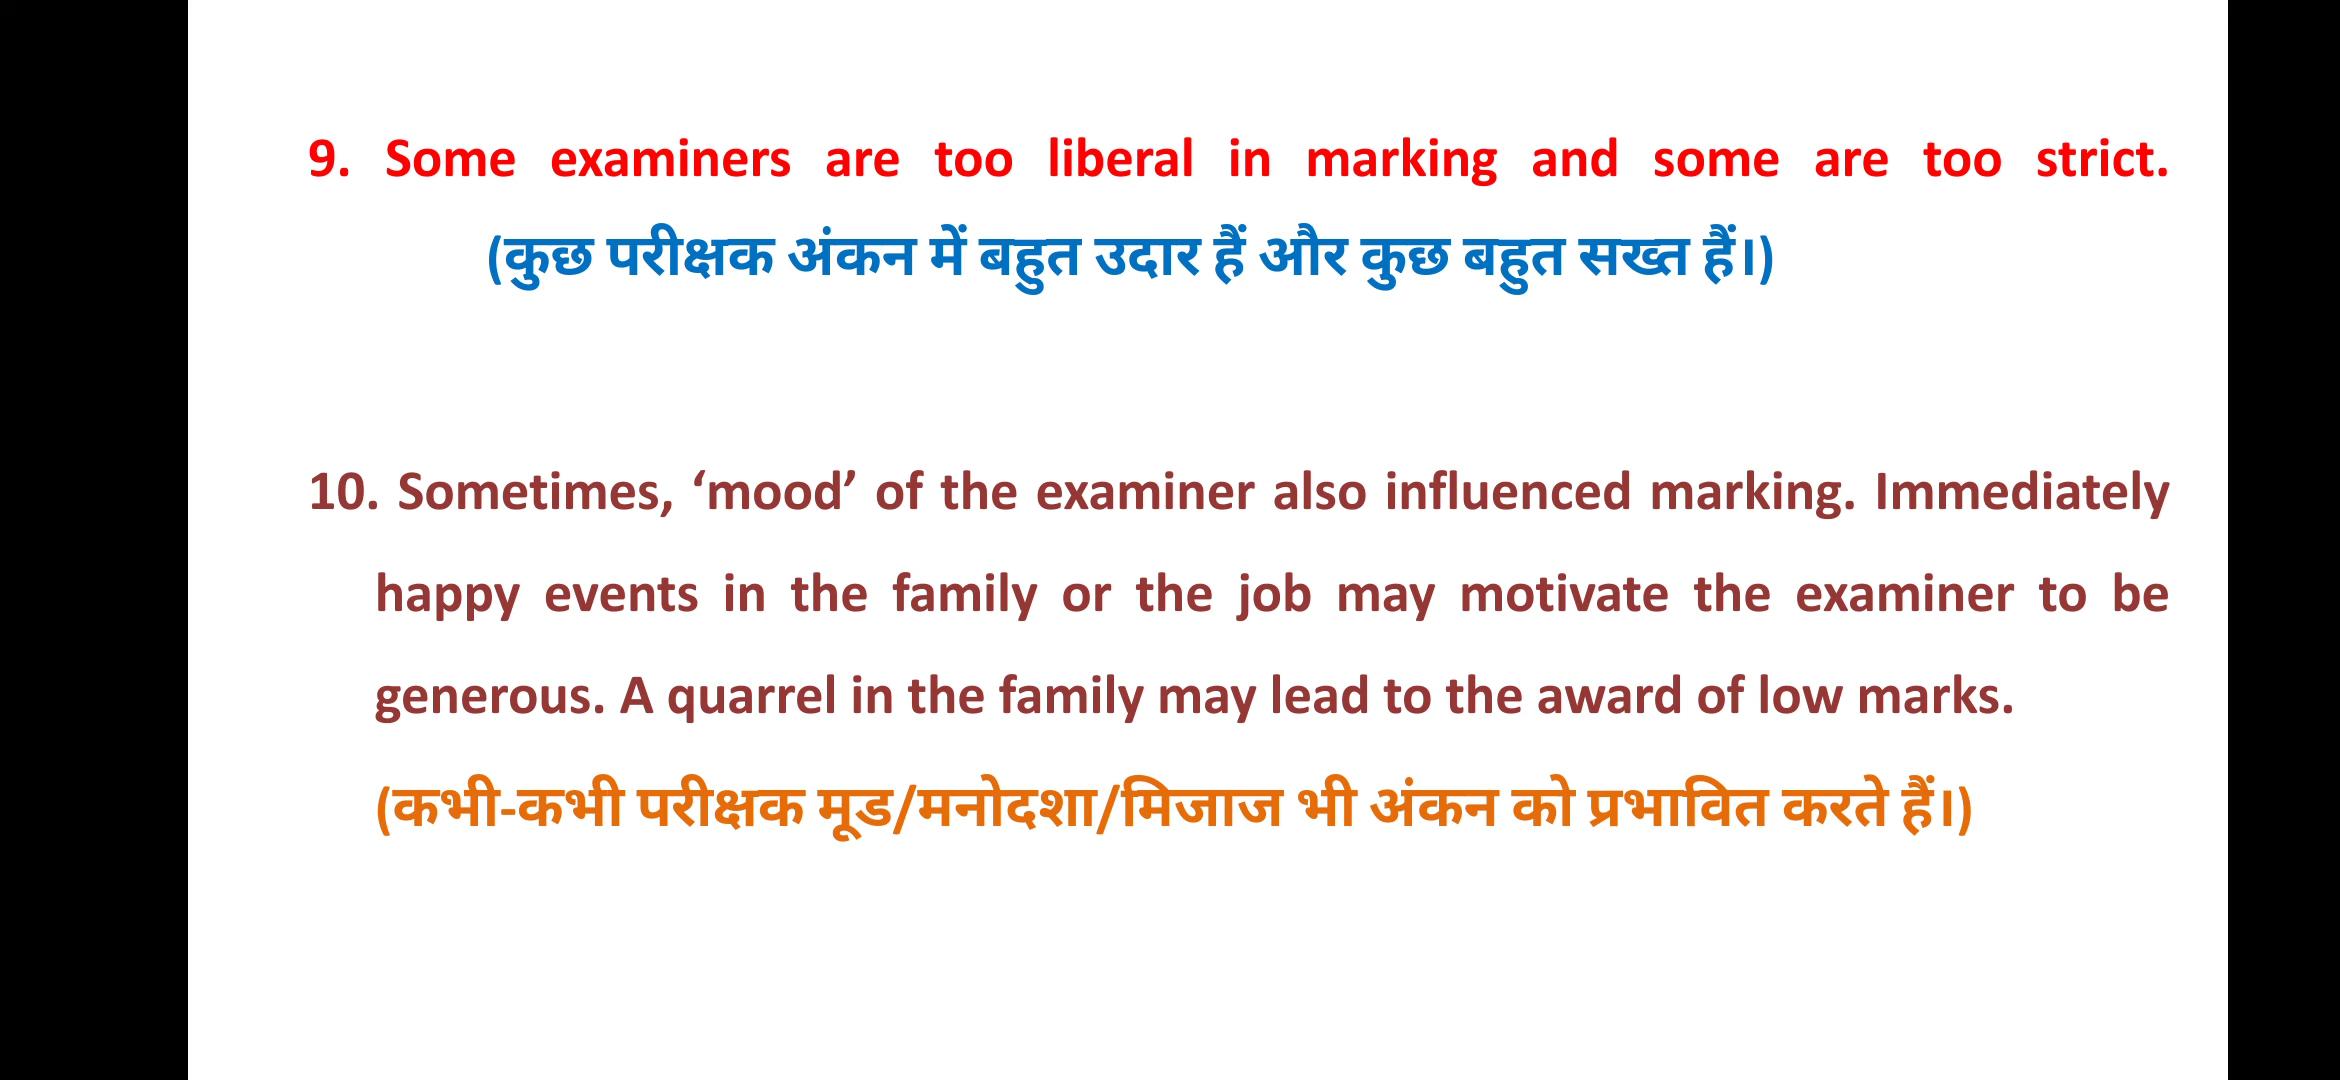 9. Some examiners are too liberal in marking and some are too strict.
(कुछ परीक्षक अंकन में बहुत उदार हैं और कुछ बहुत सख्त हैं।)
10. Sometimes, ‘mood’ of the examiner also influenced marking. Immediately
happy events in the family or the job may motivate the examiner to be
generous. A quarrel in the family may lead to the award of low marks.
(कभी-कभी परीक्षक मूड/मनोदशा/मिजाज भी अंकन को प्रभावित करते हैं।)